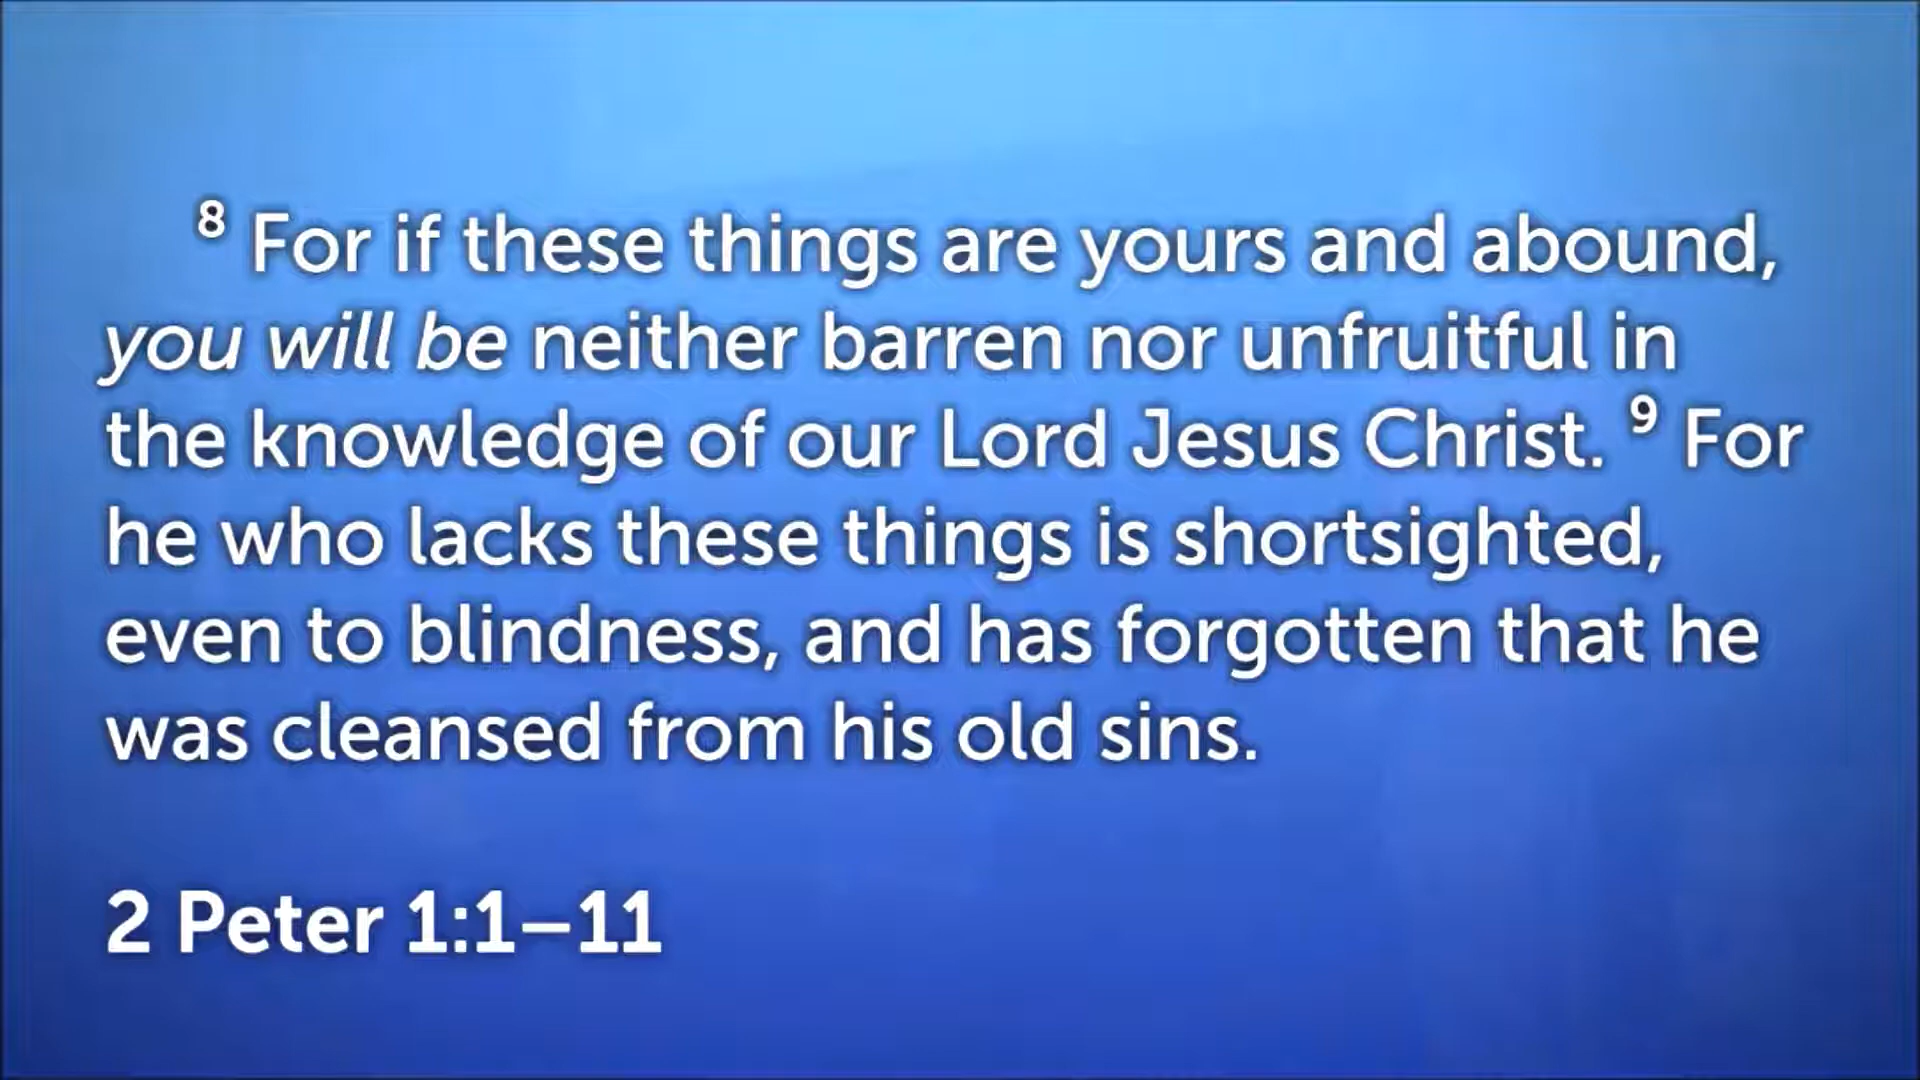 8 For if these things are yours and abound,
you will be neither barren nor unfruitful in
the knowledge of our Lord Jesus Christ. 9 For
he who lacks these things is shortsighted,
even to blindness, and has forgotten that he
was cleansed from his old sins.
2 Peter 1:1–11